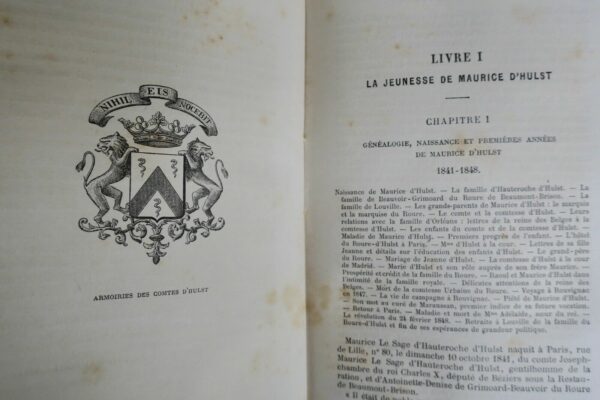 NIHIL EIS NOCEBIT
ARMOIRIES DES COMTES D'HULST
LIVRE I
LA JEUNESSE DE MAURICE D'HULST
CHAPITRE I
GÉNÉALOGIE, NAISSANCE ET PREMIÈRES ANNÉES
DE MAURICE D'HULST
1841-1848.
Naissance de Maurice d'Hulst. — La famille d'Hauteroche d'Hulst. — La
famille de Beauvoir-Grimoard du Roure de Beaumont-Brison. — La
famille de Louville. — Les grands-parents de Maurice d'Hulst : le marquis
et la marquise du Roure. — Le comte et la comtesse d'Hulst. — Leurs
relations avec la famille d'Orléans : lettres de la reine des Belges à la
comtesse d'Hulst. — Les enfants du comte et de la comtesse d'Hulst. —
Maladie de Maurice. — Premiers progrès de l'enfant. — L'hôtel
du Roure-d'Hulst à Paris. — Mme d'Hulst à la cour. — Lettres de sa fille
Jeanne et détails sur l'éducation des enfants d'Hulst. — Le grand-père
du Roure. — Mariage de Jeanne d'Hulst. — La comtesse d'Hulst à la cour
de Madrid. — Marie d'Hulst et son rôle auprès de son frère Maurice. —
Prospérité et crédit de la famille du Roure. — Raoul et Maurice d'Hulst dans
l'intimité de la famille royale. — Délicates attentions de la reine des
Belges. — Mort de la comtesse Urbaine du Roure. — Voyage à Rouvignac
en 1847. — La vie de campagne à Rouvignac. — Piété de Maurice d'Hulst.
— Son mot au curé de Maraussan, premier indice de sa future vocation.
— Retour à Paris. — Maladie et mort de Mme Adélaïde, sœur du roi. —
La révolution du 24 février 1848. — Retraite à Louville de la famille du
Roure-d'Hulst et fin de ses espérances de grandeur politique.
Maurice Le Sage d'Hauteroche d'Hulst naquit à Paris, rue
de Lille, n° 80, le dimanche 10 octobre 1841, du comte Joseph-
Maurice Le Sage d'Hauteroche d'Hulst, gentilhomme de la
chambre du roi Charles X, député de Béziers sous la Restau-
ration, et d'Antoinette-Denise de Grimoard-Beauvoir du Roure
de Beaumont-Brison.
« Il était de noble